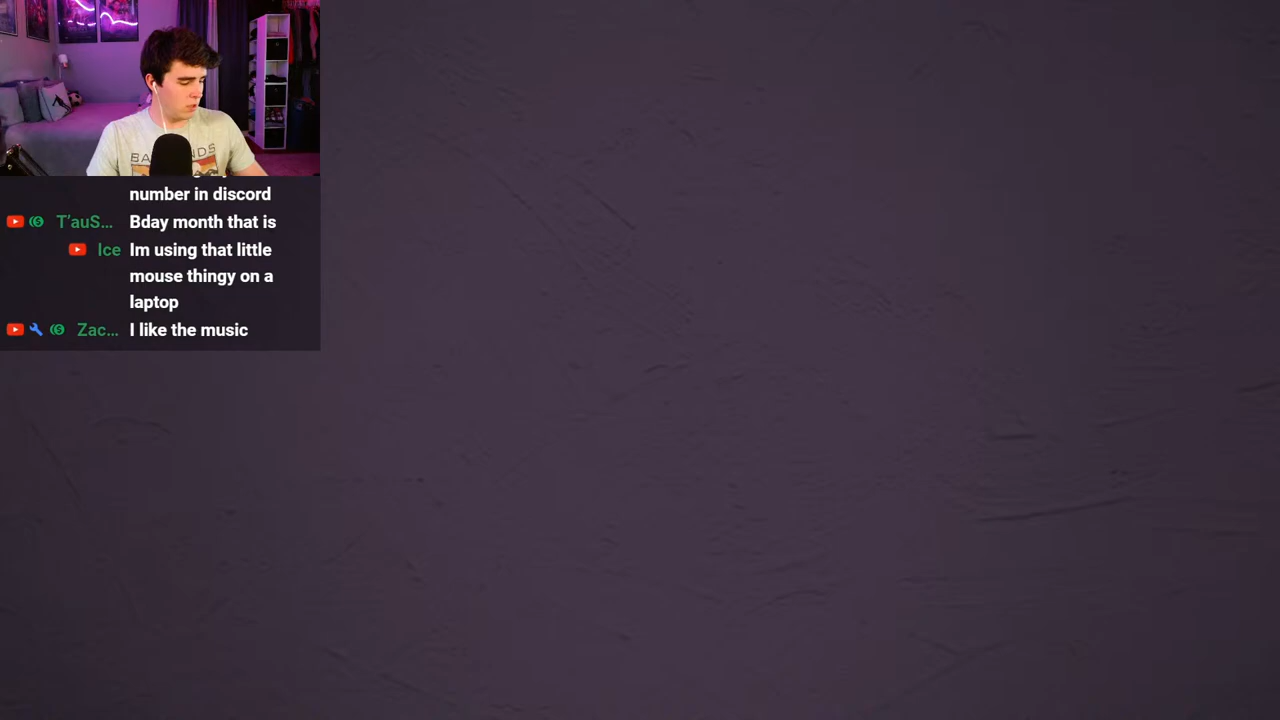 number in discord
T'auS... Bday month that is
Ice Im using that little
mouse thingy on a
laptop
Zac... I like the music